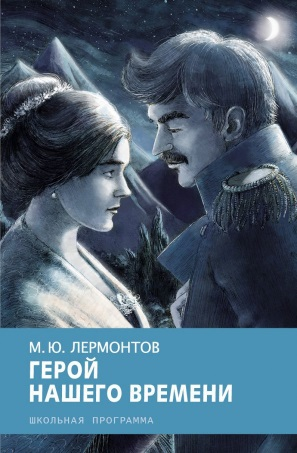 М. Ю. ЛЕРМОНТОВ
ГЕРОЙ
НАШЕГО ВРЕМЕНИ
ШКОЛЬНАЯ ПРОГРАММА